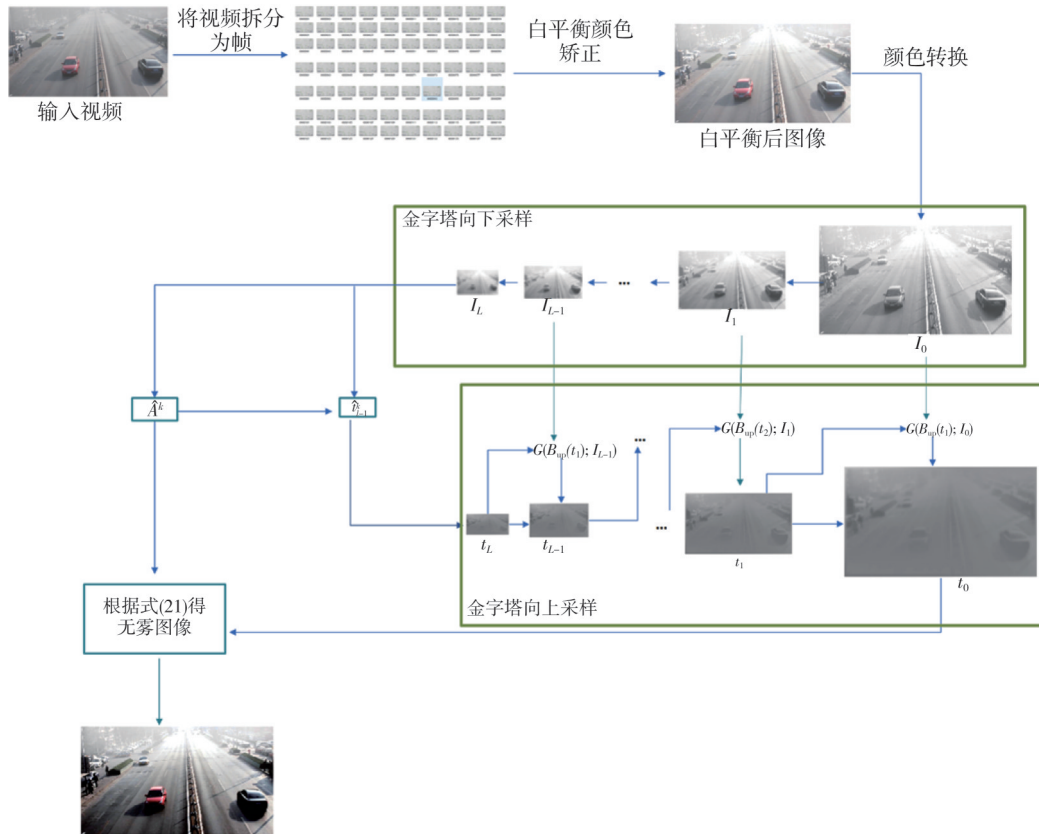 将视频拆分
为帧
白平衡颜色
矫正
颜色转换
输入视频
白平衡后图像
金字塔向下采样
...
I_L
I_{L-1}
I_1
I_0
Â^k
G(B_up(t_1); I_{L-1})
...
G(B_up(t_2); I_1)
G(B_up(t_1); I_0)
...
t_L
t_{L-1}
t_1
t_0
根据式(21)得
无雾图像
金字塔向上采样